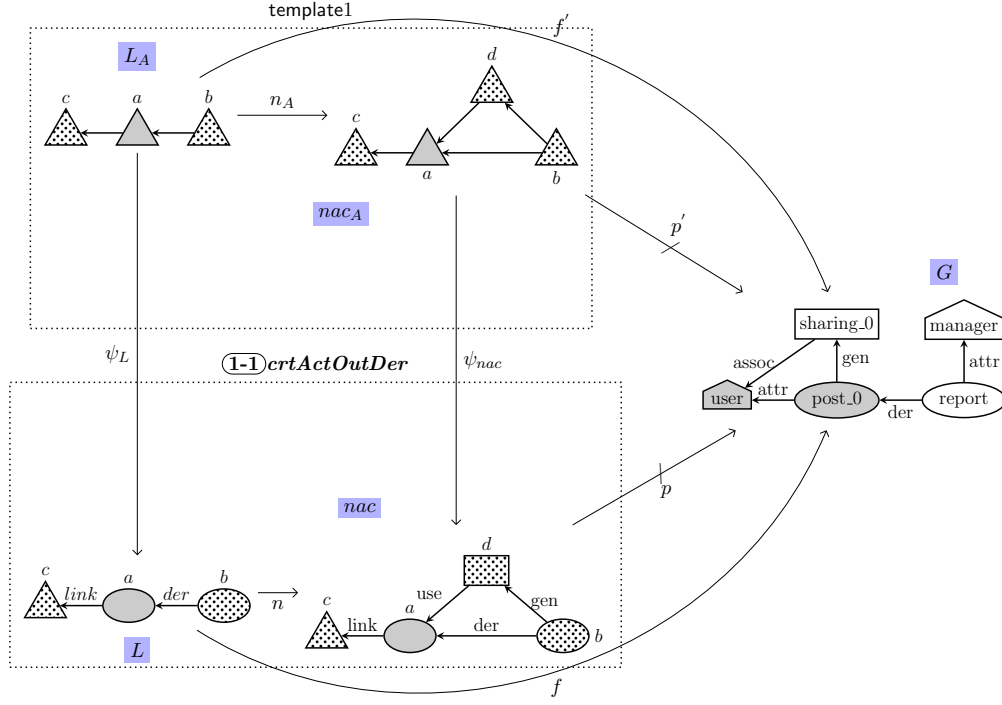 template1
f′
L_A
d
c a b
n_A
c
a
b
nac_A
p′
G
sharing_0
manager
ψ_L
(1-1) crtActOutDer
ψ_nac
assoc
gen
attr
user
attr
post_0
report
der
nac
p
d
c
link
a
der
b
use
gen
n
c
link
a
der
b
L
f